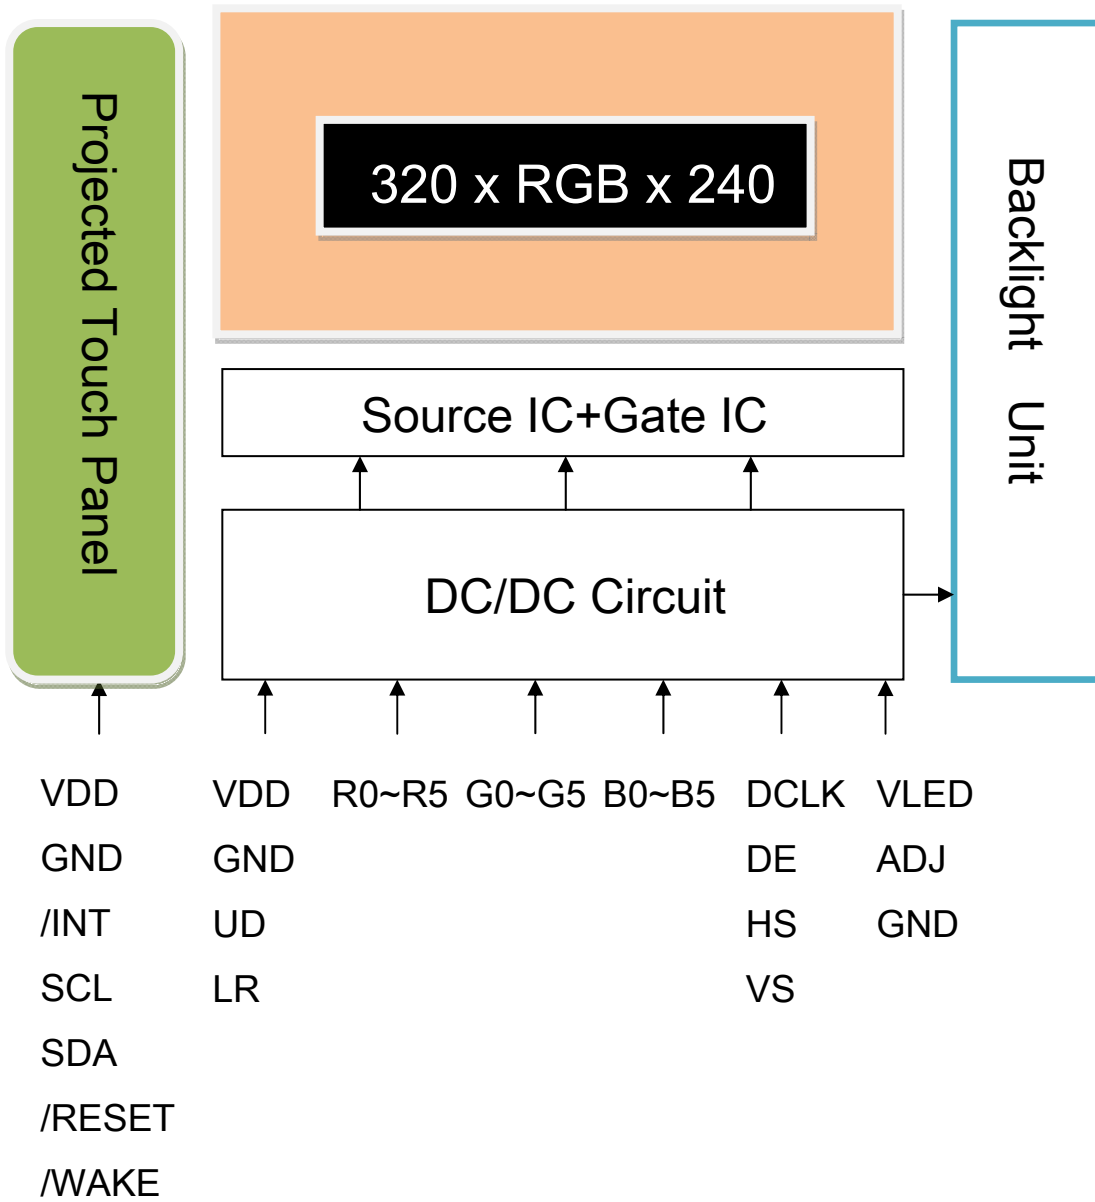 Projected Touch Panel
320 x RGB x 240
Backlight Unit
Source IC+Gate IC
DC/DC Circuit
VDD VDD R0~R5 G0~G5 B0~B5 DCLK VLED
GND GND DE ADJ
/INT UD HS GND
SCL LR VS
SDA
/RESET
/WAKE